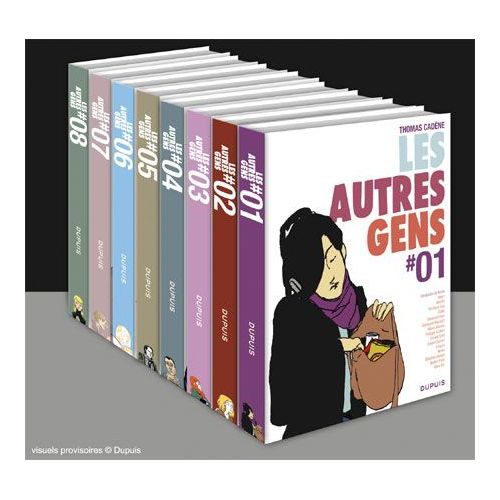 THOMAS CADÈNE
LES
AUTRES
GENS
#01
DUPUIS
LES
AUTRES
GENS
#01
DUPUIS
LES
AUTRES
GENS
#02
DUPUIS
LES
AUTRES
GENS
#03
DUPUIS
LES
AUTRES
GENS
#04
DUPUIS
LES
AUTRES
GENS
#05
DUPUIS
LES
AUTRES
GENS
#06
DUPUIS
LES
AUTRES
GENS
#07
DUPUIS
LES
AUTRES
GENS
#08
DUPUIS
visuels provisoires © Dupuis